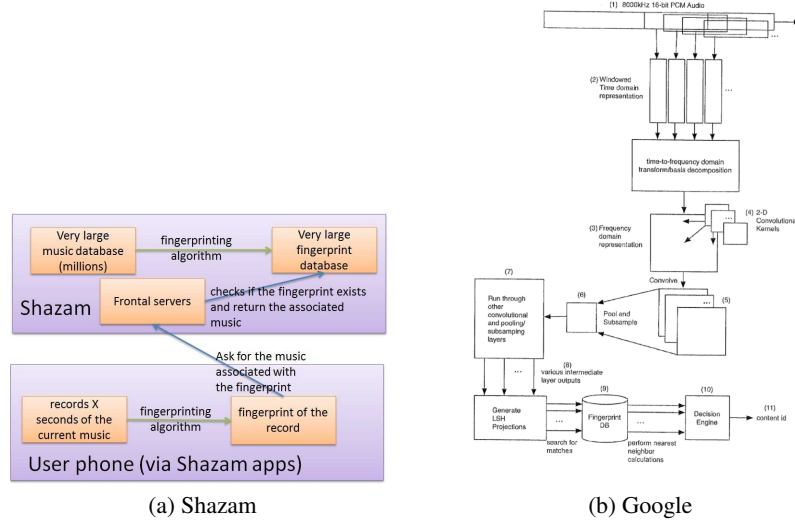 Very large
music database
(millions)
fingerprinting
algorithm
Very large
fingerprint
database
Frontal servers
checks if the fingerprint exists
and return the associated
music
Shazam
Ask for the music
associated with
the fingerprint
records X
seconds of the
current music
fingerprinting
algorithm
fingerprint of the
record
User phone (via Shazam apps)
(a) Shazam
(1) 8000kHz 16-bit PCM Audio
...
(2) Windowed
Time domain
representation
...
time-to-frequency domain
transform/basis decomposition
(3) Frequency
domain
representation
(4) 2-D
Convolutional
Kernels
...
Convolve
(5)
...
(6)
Pool and
Subsample
(7)
Run through
other
convolutional
and pooling/
subsampling
layers
...
(8)
various intermediate
layer outputs
Generate
LSH
Projections
...
search for
matches
(9)
Fingerprint
DB
...
perform nearest
neighbor
calculations
(10)
Decision
Engine
(11)
content id
(b) Google